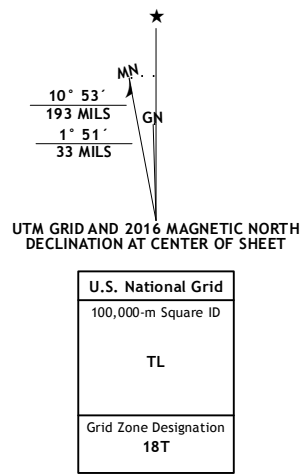 ★
MN
GN
10° 53´
193 MILS
1° 51´
33 MILS
UTM GRID AND 2016 MAGNETIC NORTH
DECLINATION AT CENTER OF SHEET
U.S. National Grid
100,000-m Square ID
TL
Grid Zone Designation
18T